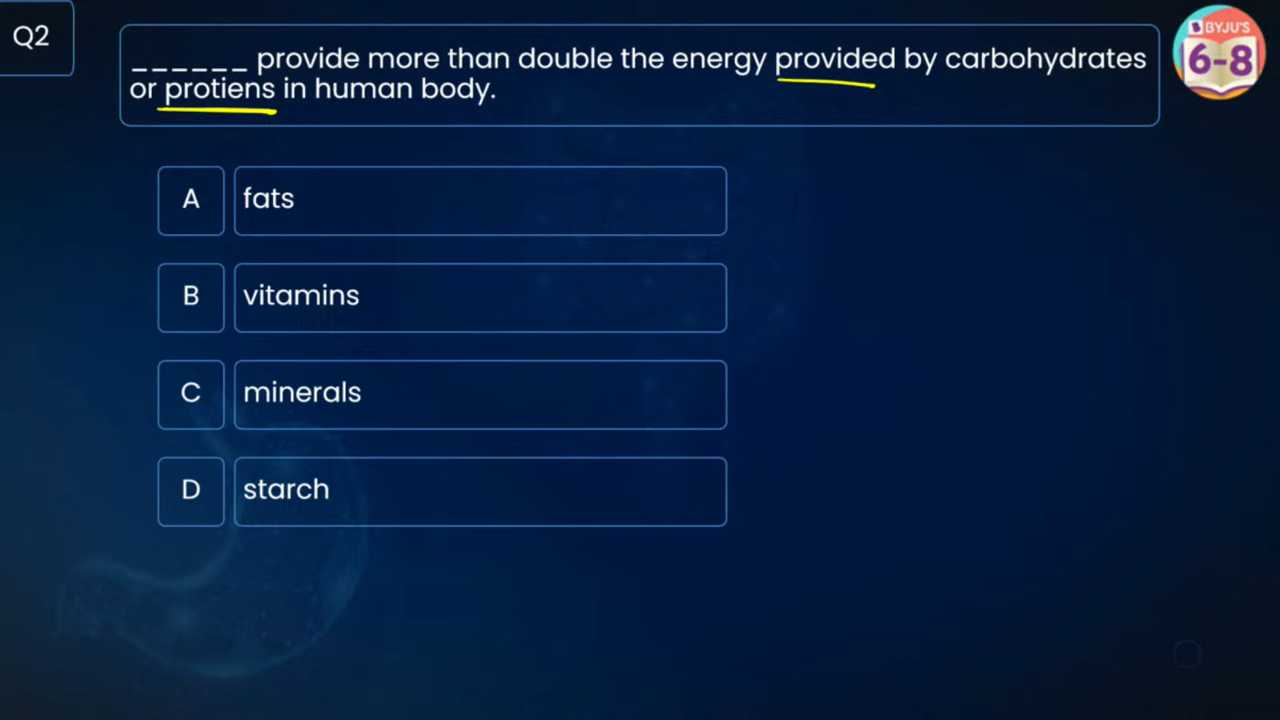 Q2
______ provide more than double the energy provided by carbohydrates
or protiens in human body.
BYJU'S
6-8
A fats
B vitamins
C minerals
D starch